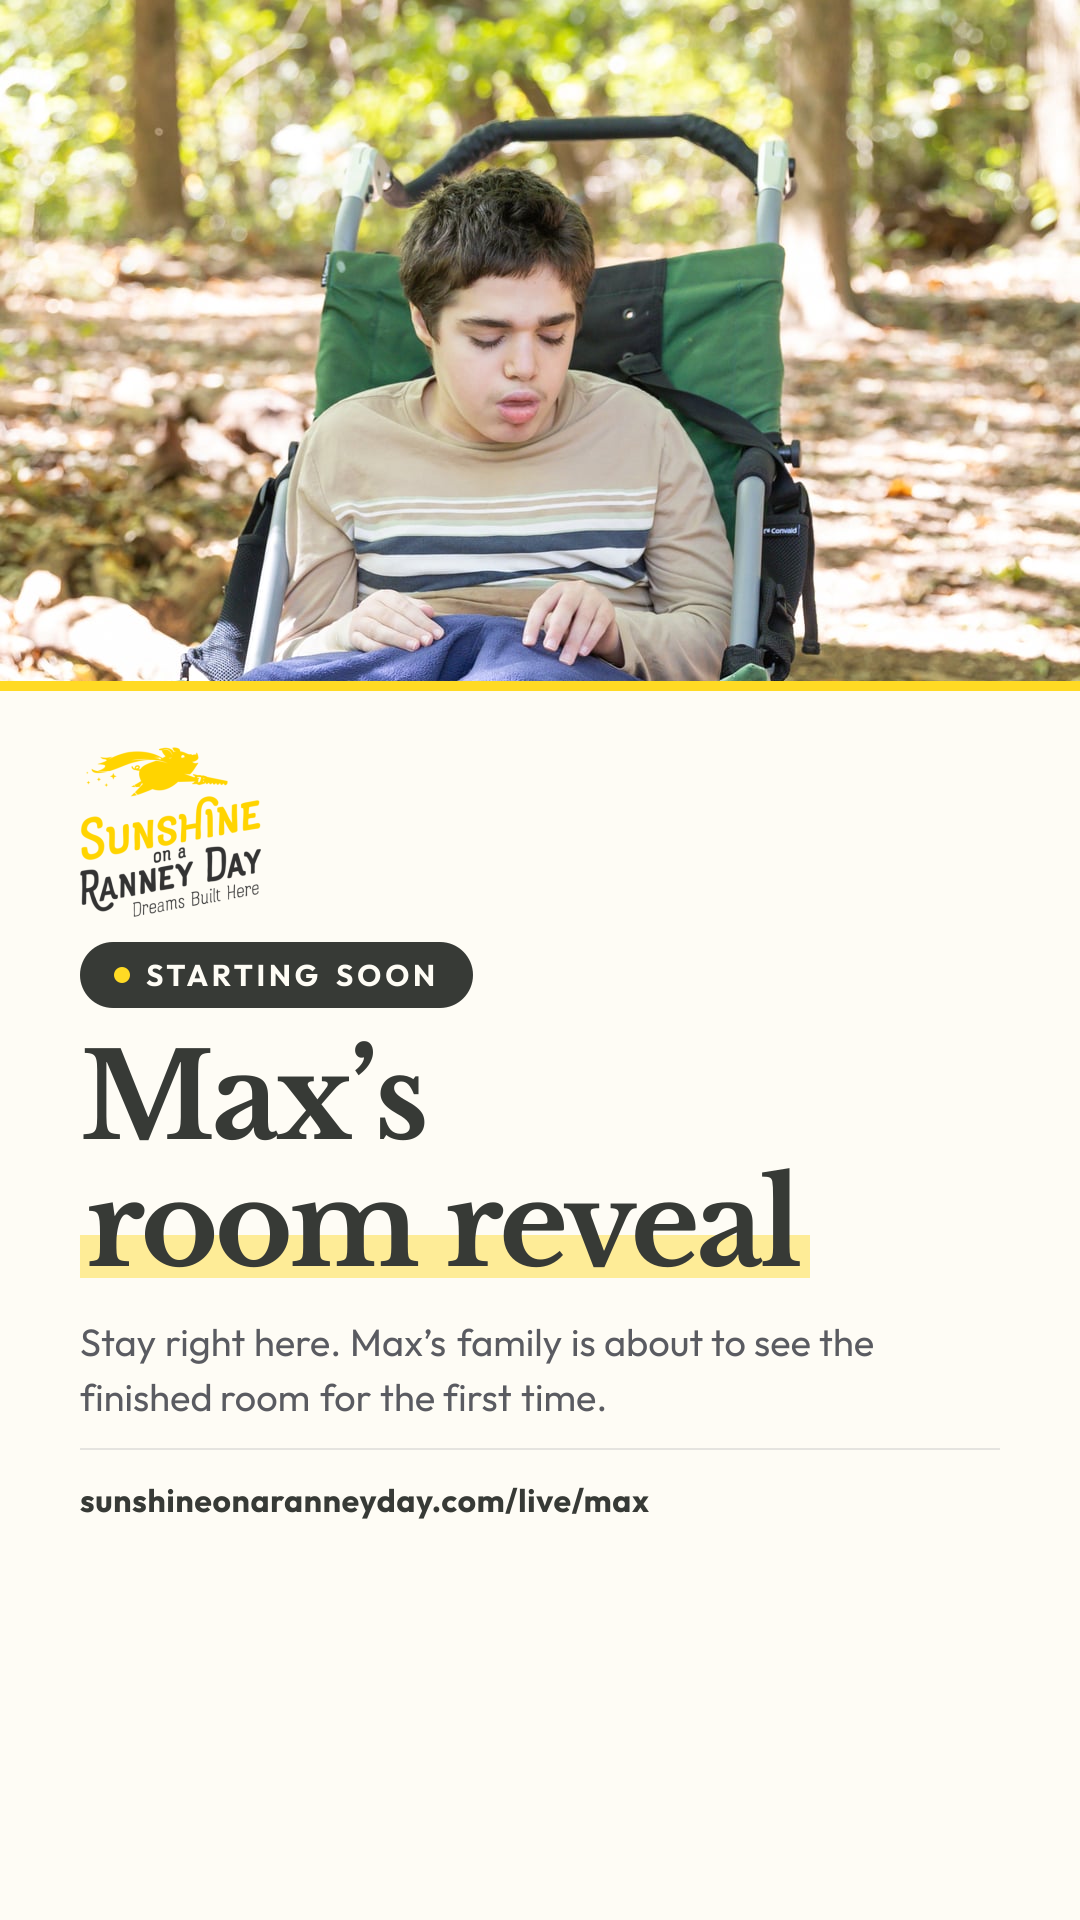 Convaid
SUNSHINE
on a
RANNEY DAY
Dreams Built Here
STARTING SOON
Max’s
room reveal
Stay right here. Max’s family is about to see the
finished room for the first time.
sunshineonaranneyday.com/live/max